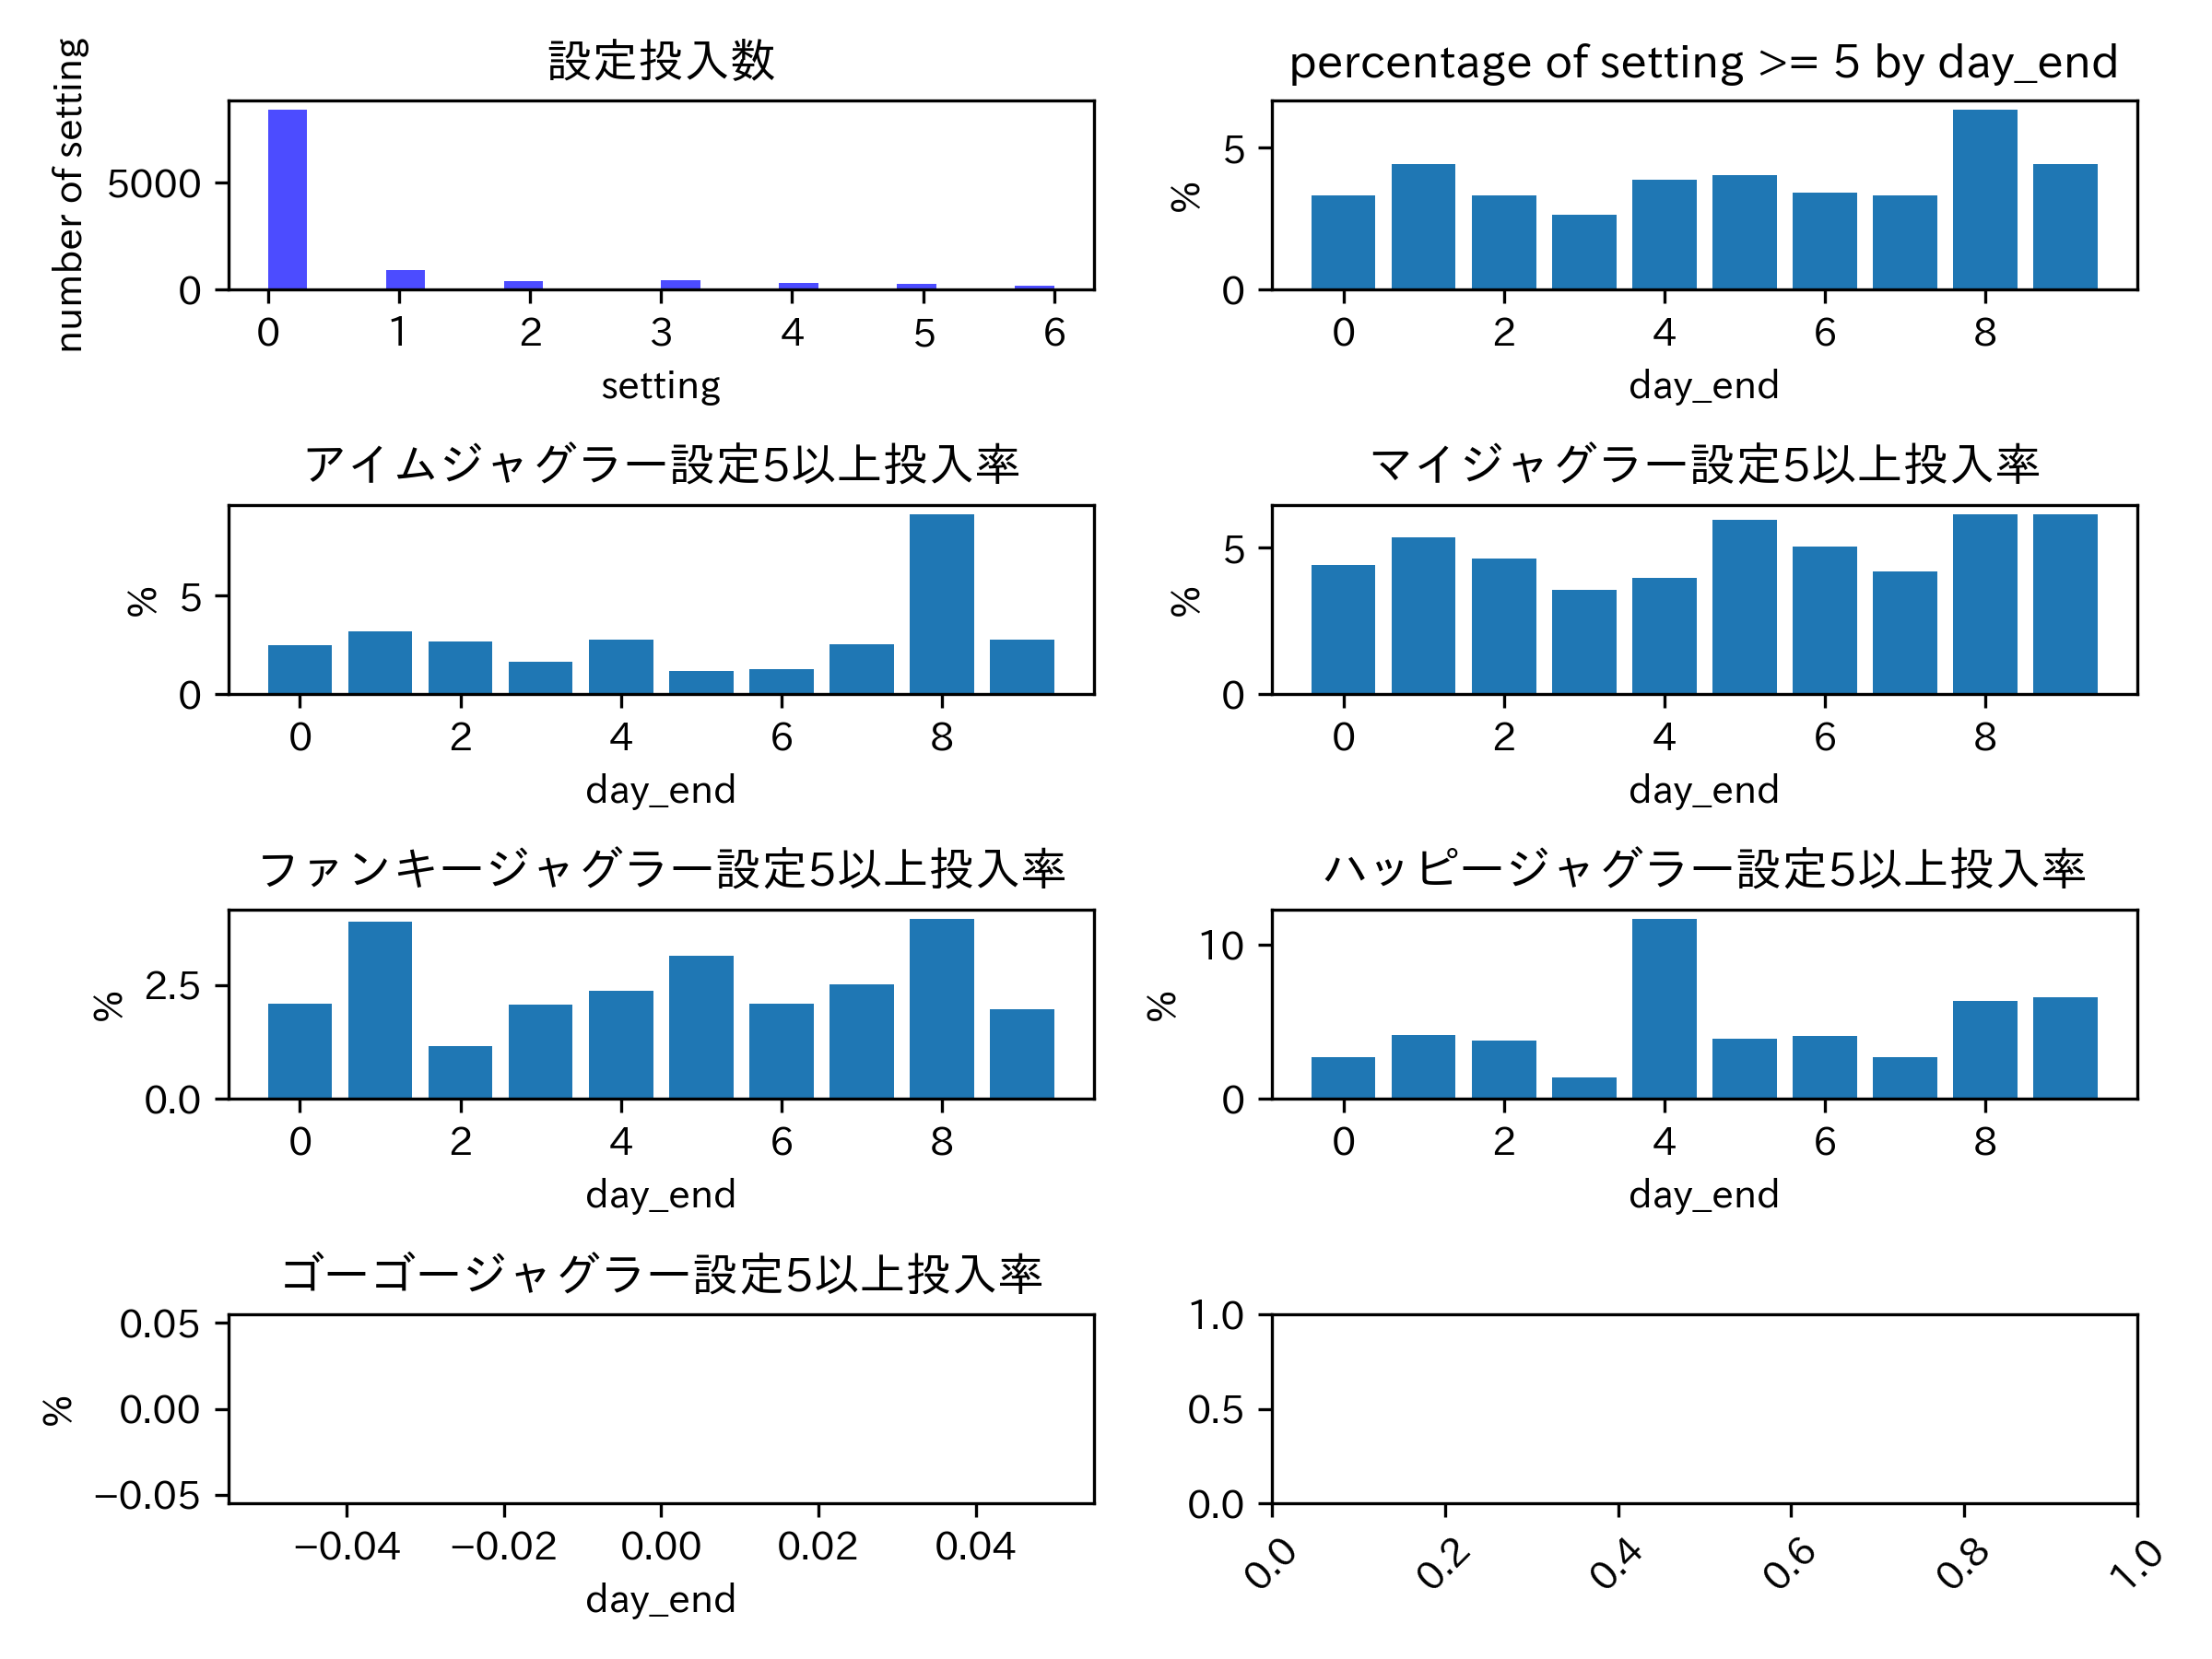 設定投入数
number of setting
5000
0
0 1 2 3 4 5 6
setting
percentage of setting >= 5 by day_end
%
5
0
0 2 4 6 8
day_end
アイムジャグラー設定5以上投入率
%
5
0
0 2 4 6 8
day_end
マイジャグラー設定5以上投入率
%
5
0
0 2 4 6 8
day_end
ファンキージャグラー設定5以上投入率
%
2.5
0.0
0 2 4 6 8
day_end
ハッピージャグラー設定5以上投入率
%
10
0
0 2 4 6 8
day_end
ゴーゴージャグラー設定5以上投入率
%
0.05
0.00
−0.05
−0.04 −0.02 0.00 0.02 0.04
day_end
1.0
0.5
0.0
0.0 0.2 0.4 0.6 0.8 1.0